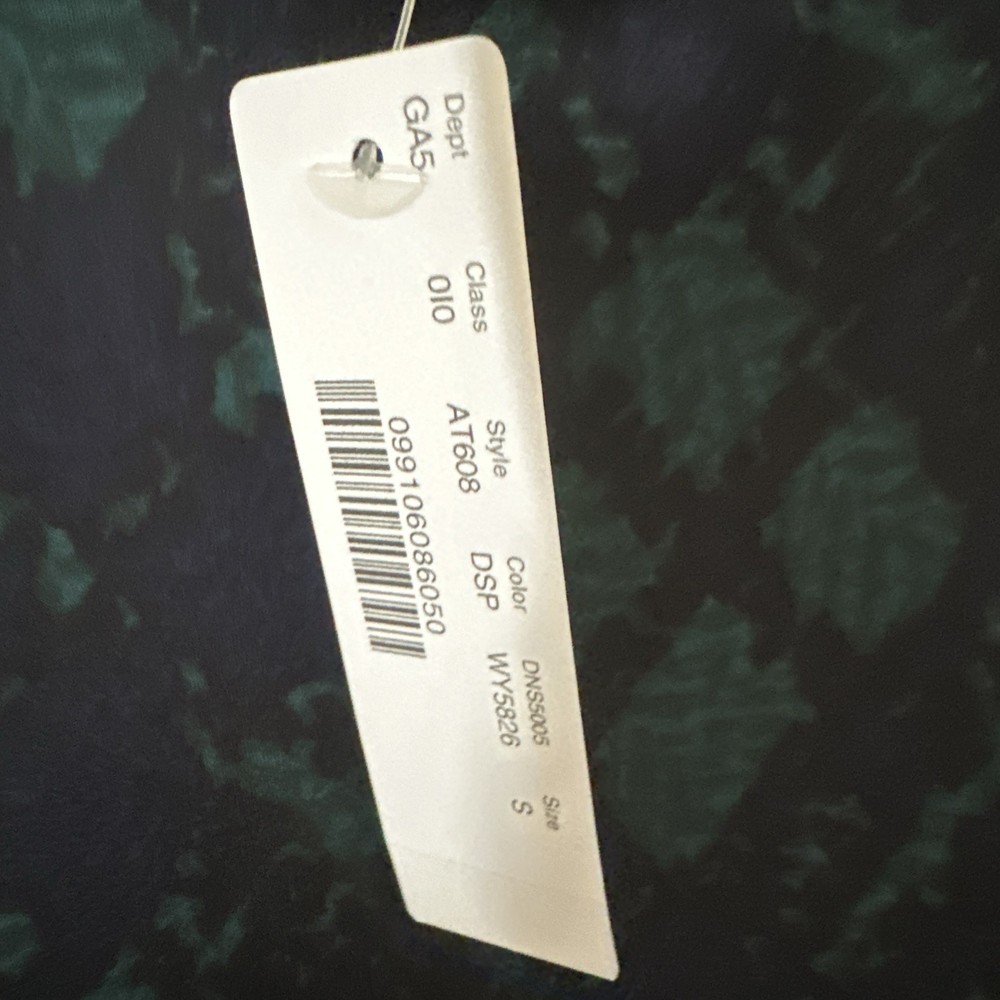 Dept Class Style Color DNS5005 Size
GA5 010 AT608 DSP WY5826 S
099106086050